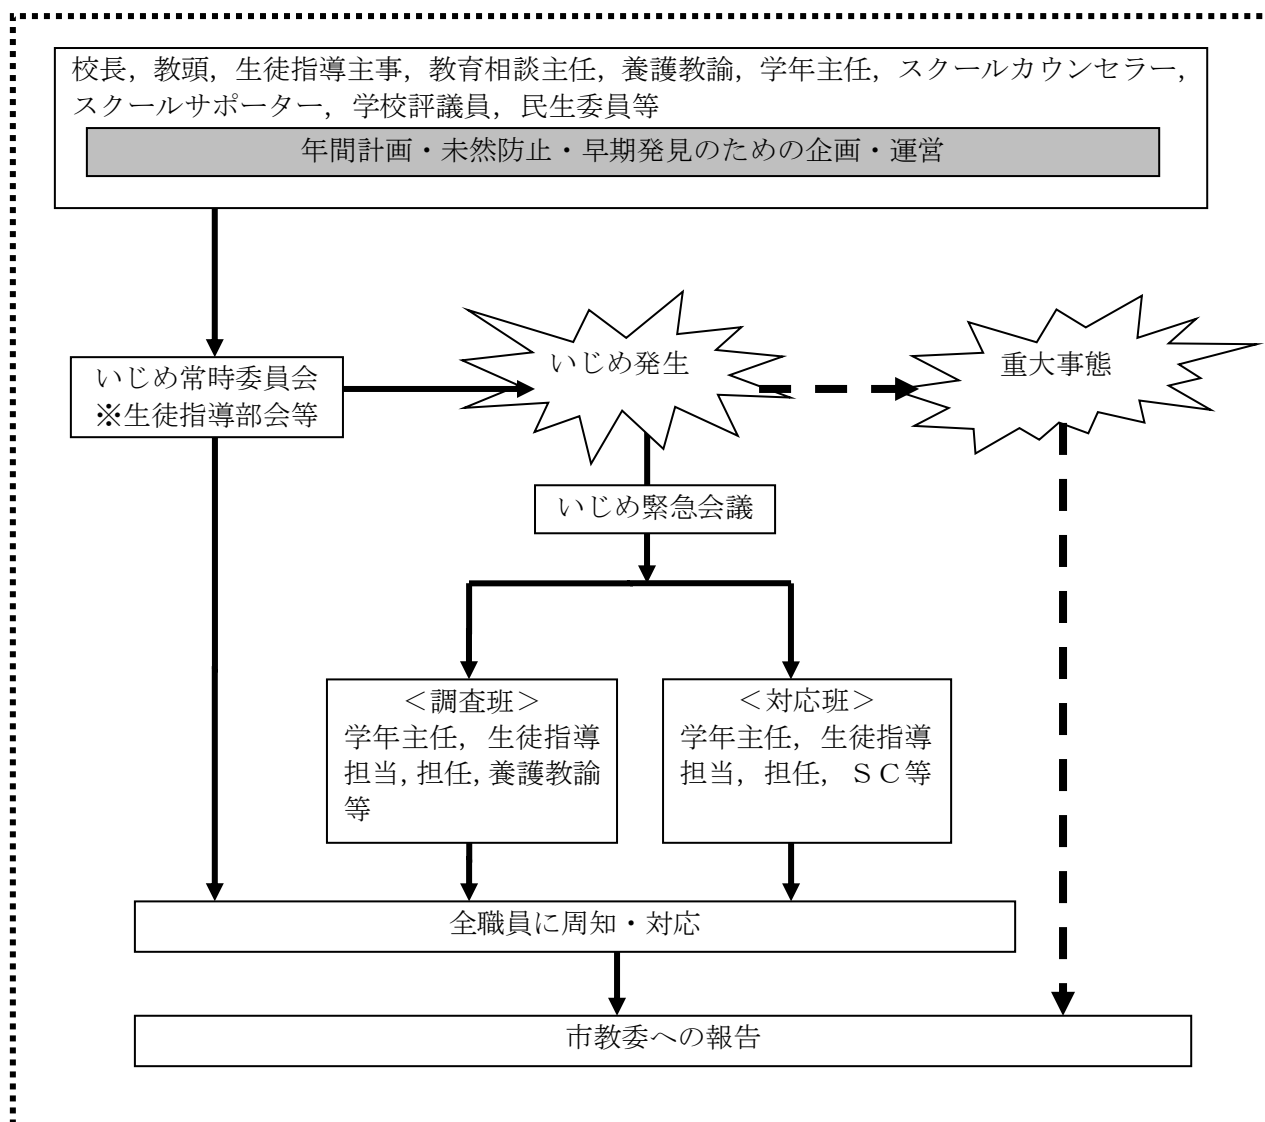 校長，教頭，生徒指導主事，教育相談主任，養護教諭，学年主任，スクールカウンセラー，
スクールサポーター，学校評議員，民生委員等
年間計画・未然防止・早期発見のための企画・運営
いじめ発生
重大事態
いじめ常時委員会
※生徒指導部会等
いじめ緊急会議
＜調査班＞
学年主任，生徒指導
担当，担任，養護教諭
等
＜対応班＞
学年主任，生徒指導
担当，担任，ＳＣ等
全職員に周知・対応
市教委への報告